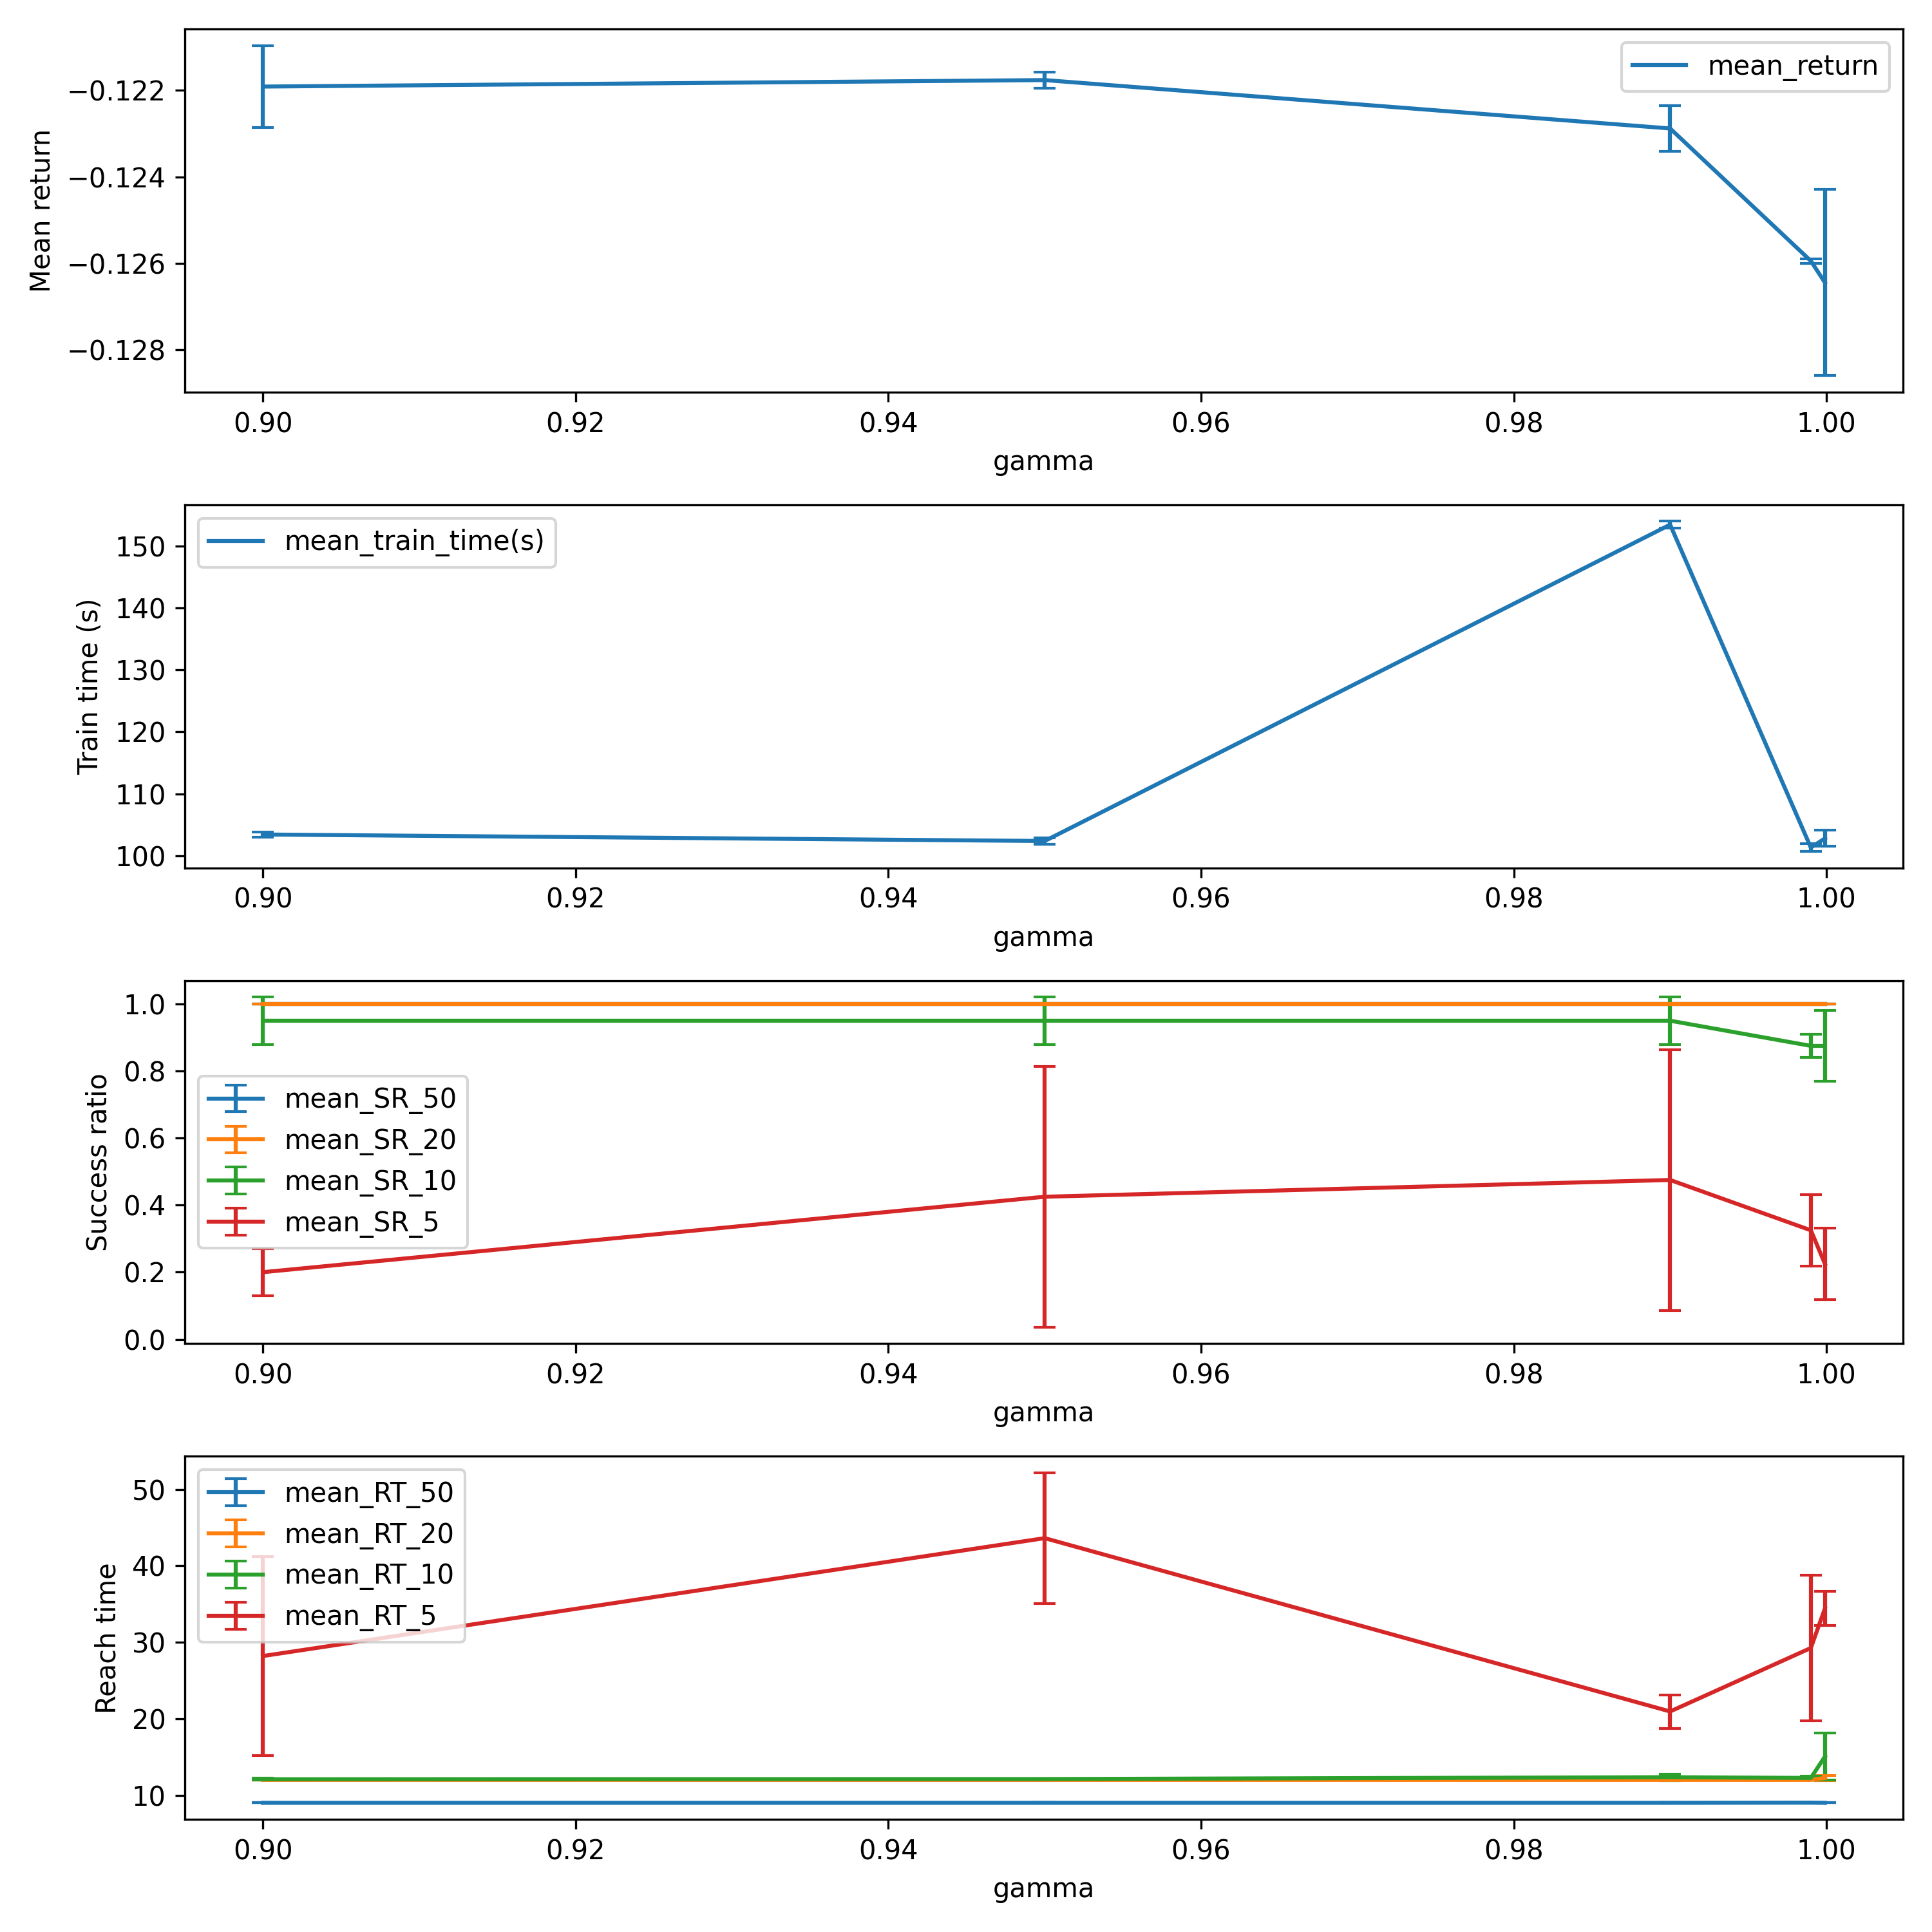 mean_return
−0.122
−0.124
−0.126
−0.128
Mean return
0.90 0.92 0.94 0.96 0.98 1.00
gamma
mean_train_time(s)
150
140
130
120
110
100
Train time (s)
0.90 0.92 0.94 0.96 0.98 1.00
gamma
1.0
0.8
0.6
0.4
0.2
0.0
Success ratio
mean_SR_50
mean_SR_20
mean_SR_10
mean_SR_5
0.90 0.92 0.94 0.96 0.98 1.00
gamma
50
40
30
20
10
Reach time
mean_RT_50
mean_RT_20
mean_RT_10
mean_RT_5
0.90 0.92 0.94 0.96 0.98 1.00
gamma